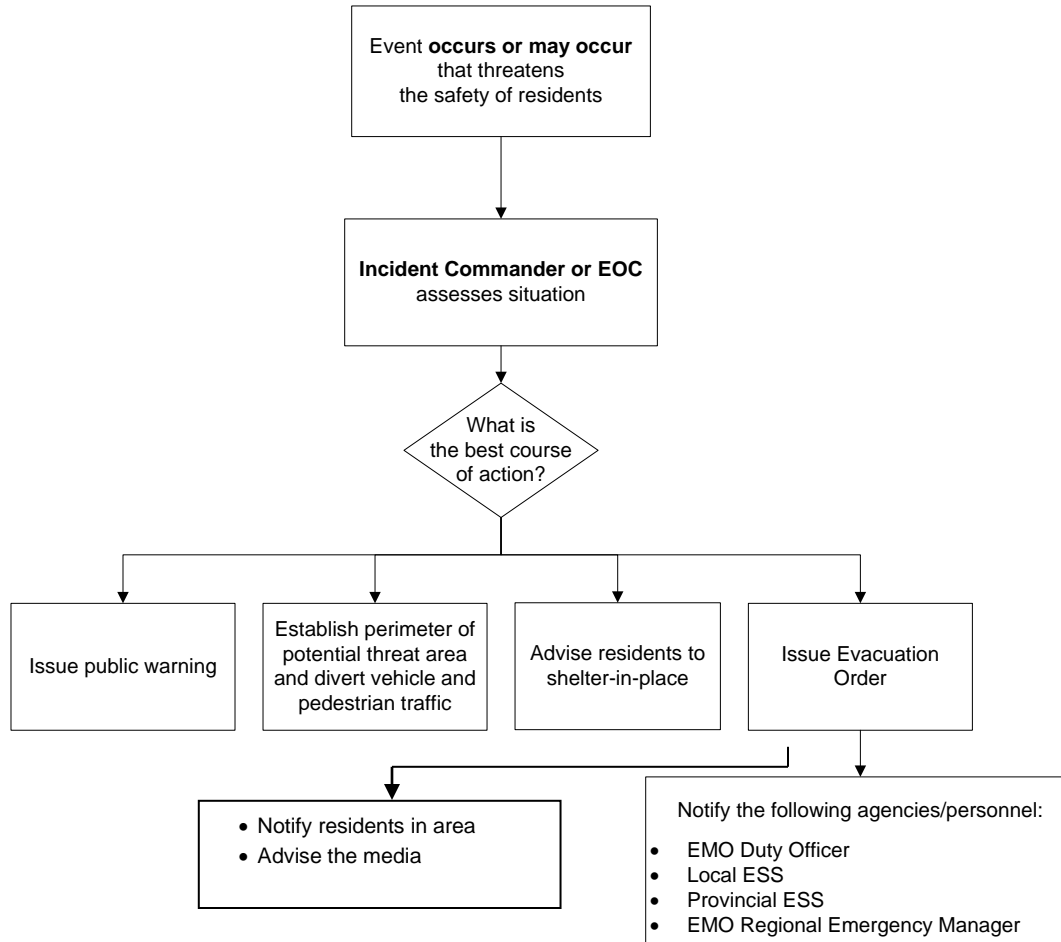 Event occurs or may occur
that threatens
the safety of residents
Incident Commander or EOC
assesses situation
What is
the best course
of action?
Issue public warning
Establish perimeter of
potential threat area
and divert vehicle and
pedestrian traffic
Advise residents to
shelter-in-place
Issue Evacuation
Order
• Notify residents in area
• Advise the media
Notify the following agencies/personnel:
• EMO Duty Officer
• Local ESS
• Provincial ESS
• EMO Regional Emergency Manager